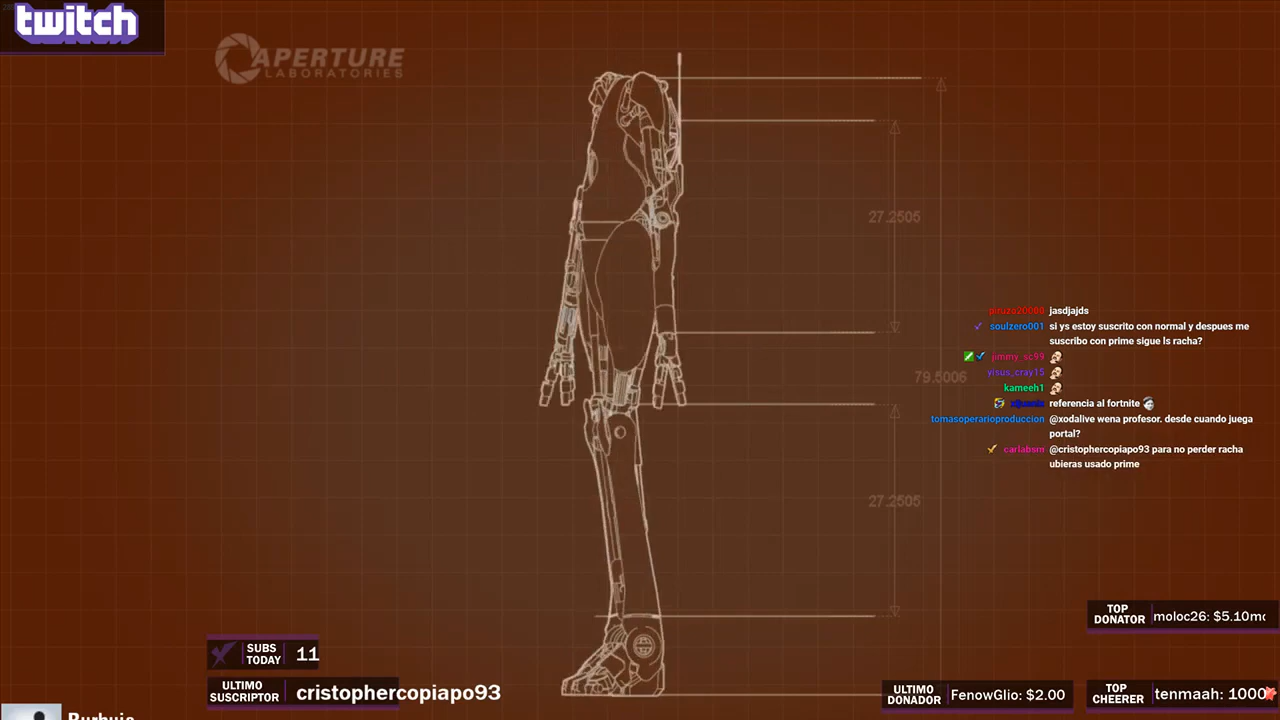 twitch
APERTURE
LABORATORIES
27.2505
79.5006
27.2505
piruzo20000 jasdjajds
soulzero001 si ys estoy suscrito con normal y despues me
suscribo con prime sigue ls racha?
jimmy_sc99
yisus_cray15
kameeh1
referencia al fortnite
tomasoperarioproduccion @xodalive wena profesor. desde cuando juega
portal?
carlabsm @cristophercopiapo93 para no perder racha
ubieras usado prime
TOP
DONATOR
moloc26: $5.10
SUBS
TODAY
11
ULTIMO
SUSCRIPTOR
cristophercopiapo93
ULTIMO
DONADOR
FenowGlio: $2.00
TOP
CHEERER
tenmaah: 1000